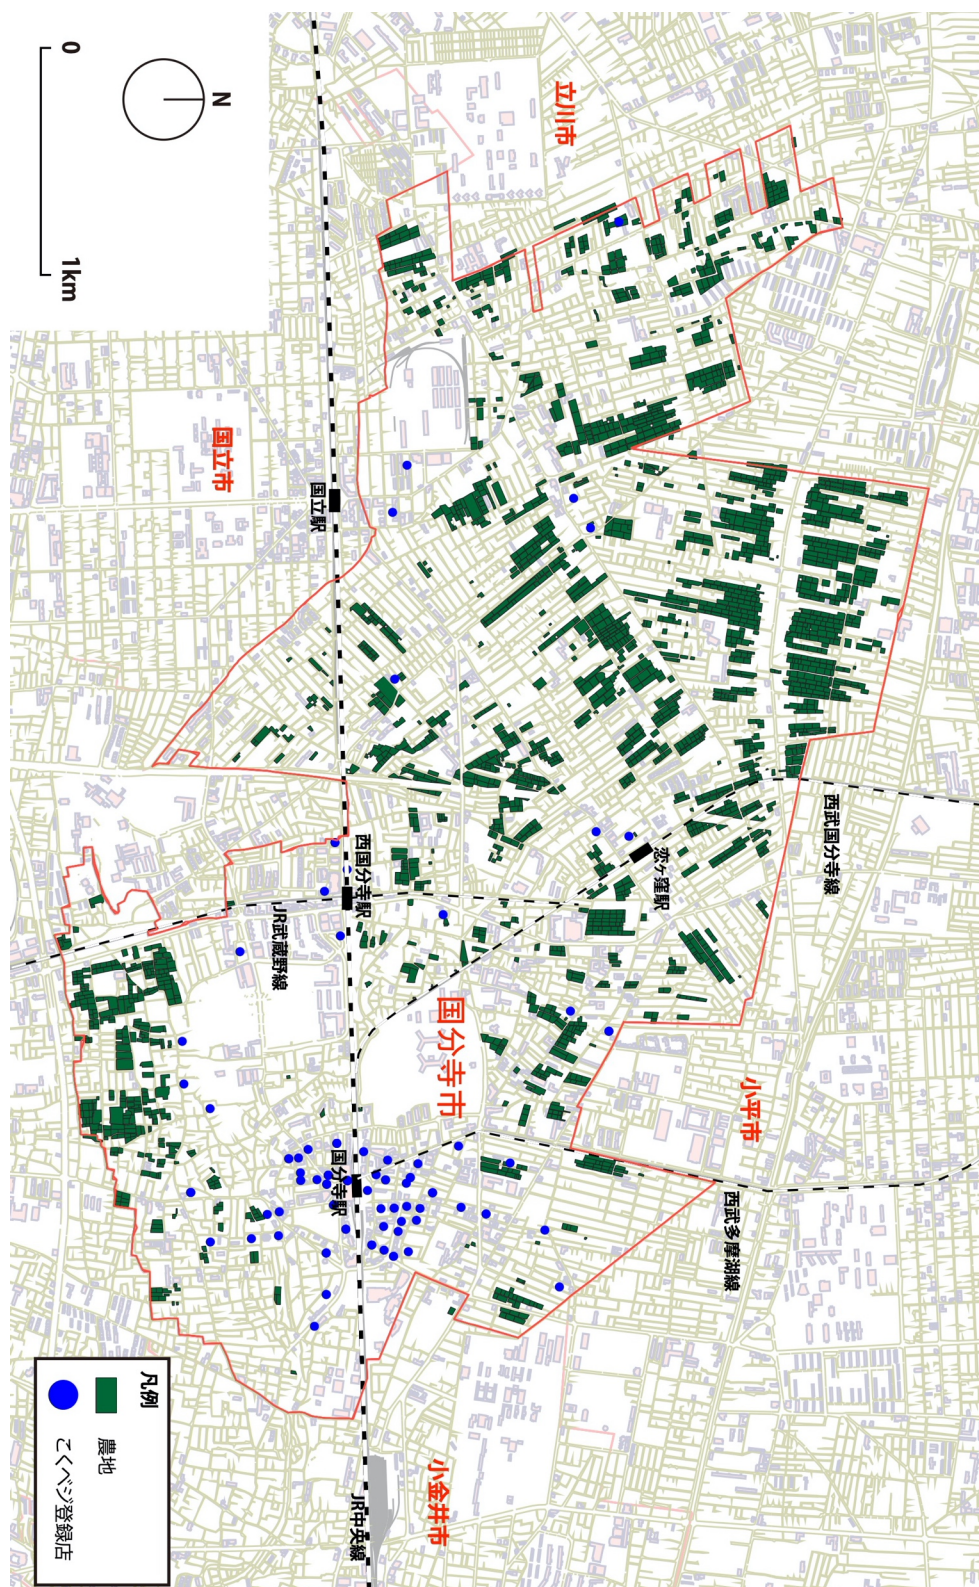 立川市
小平市
西武国分寺線
西武多摩湖線
恋ヶ窪駅
国分寺市
小金井市
国立駅
西国分寺駅
国分寺駅
JR中央線
JR武蔵野線
国立市
N
0
1km
凡例
農地
こくベジ登録店